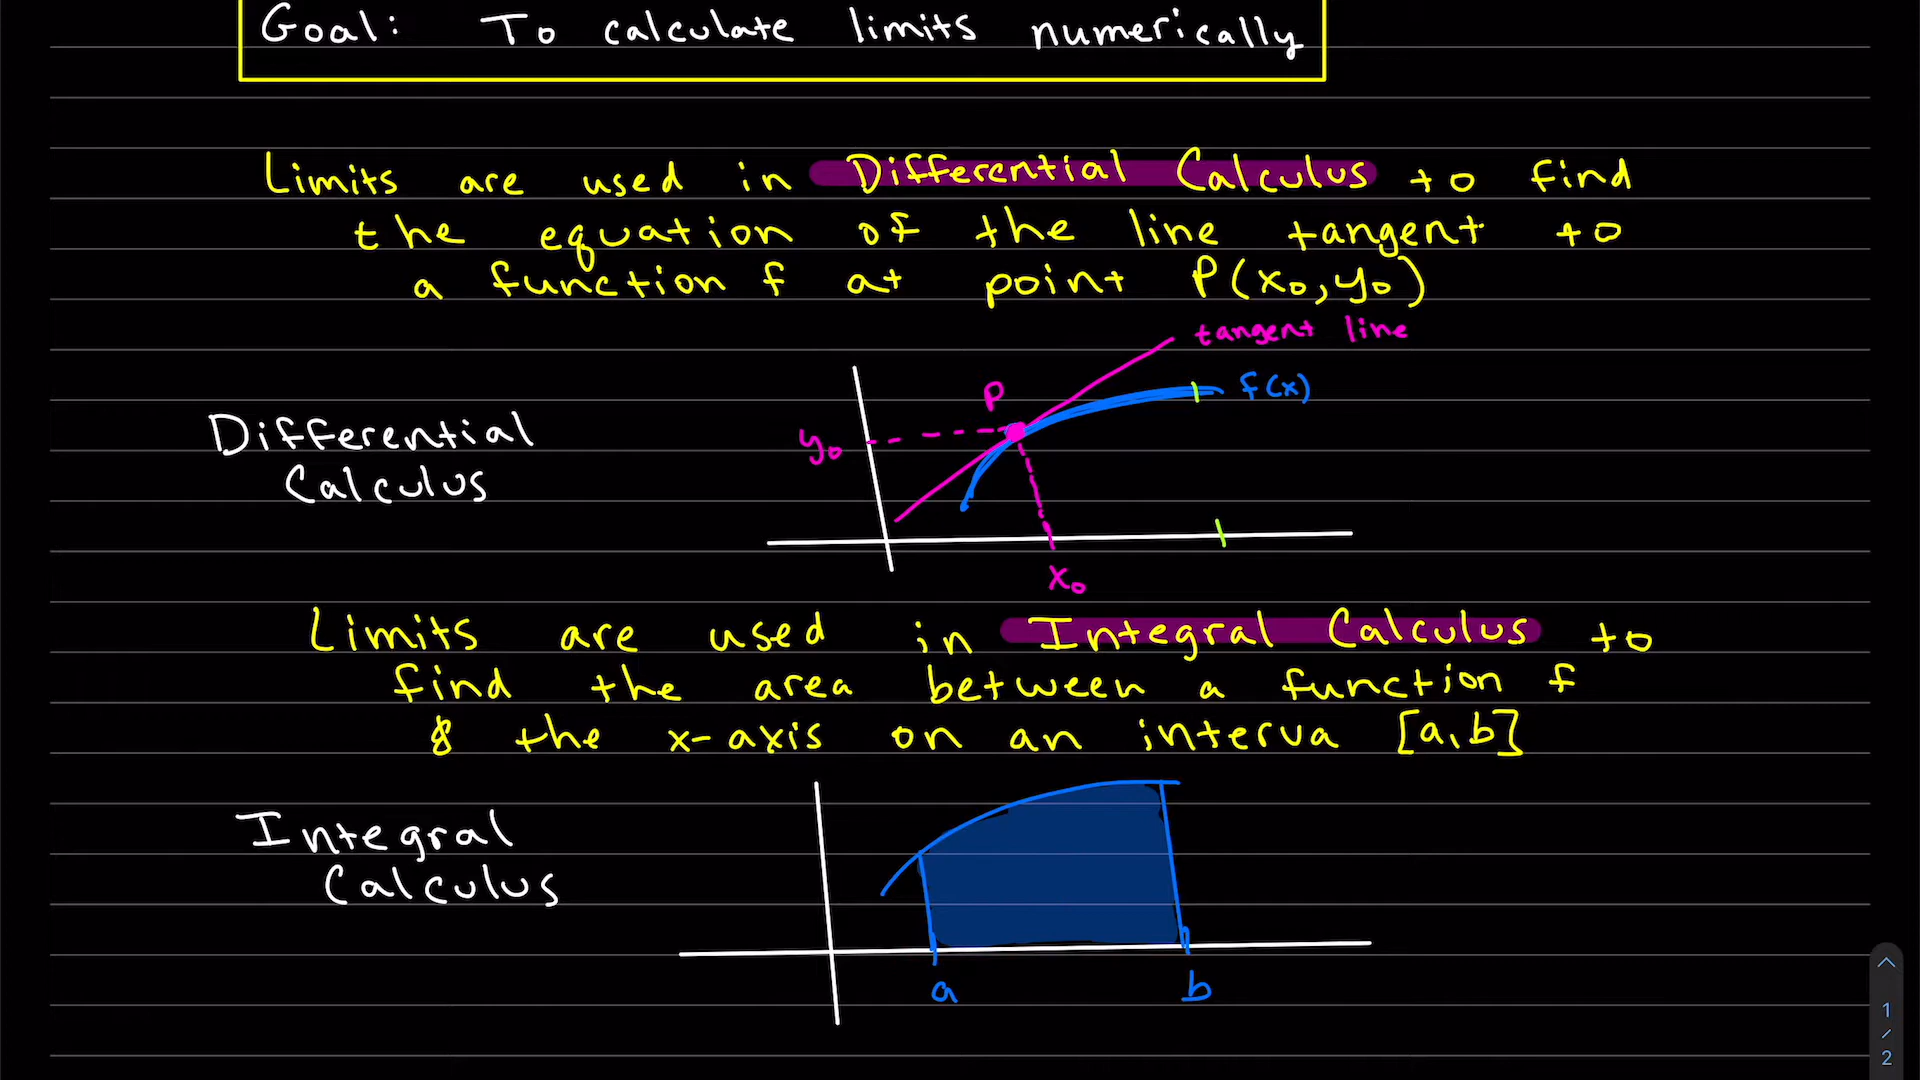 Goal: To calculate limits numerically
Limits are used in Differential Calculus to find
the equation of the line tangent to
a function f at point P(x₀,y₀)
tangent line
P
f(x)
Differential
Calculus
y₀
x₀
Limits are used in Integral Calculus to
find the area between a function f
& the x-axis on an interva [a,b]
Integral
Calculus
a
b
1
/
2